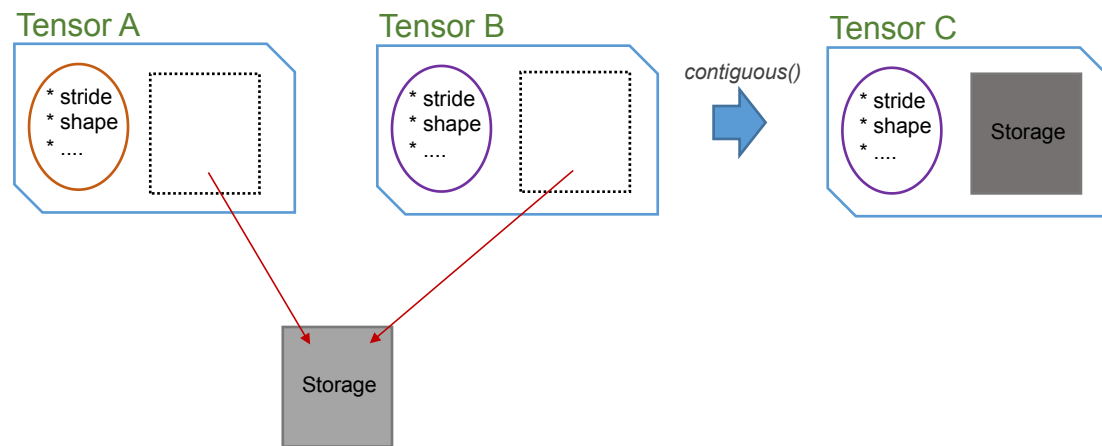 Tensor A
* stride
* shape
* ....
Tensor B
* stride
* shape
* ....
contiguous()
Tensor C
* stride
* shape
* ....
Storage
Storage